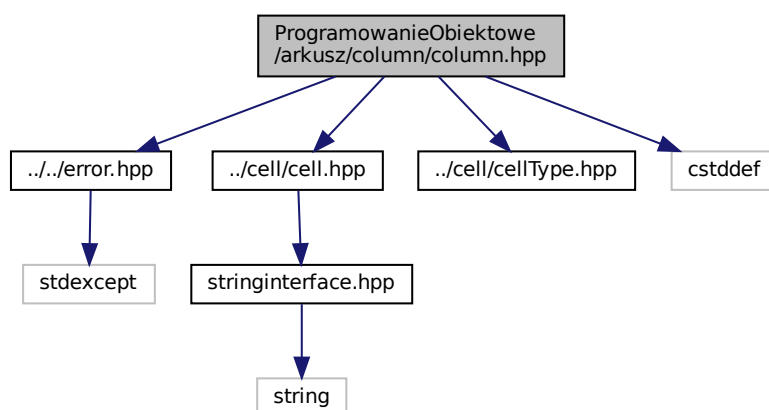 ProgramowanieObiektowe
/arkusz/column/column.hpp
../../error.hpp
../cell/cell.hpp
../cell/cellType.hpp
cstddef
stdexcept
stringinterface.hpp
string